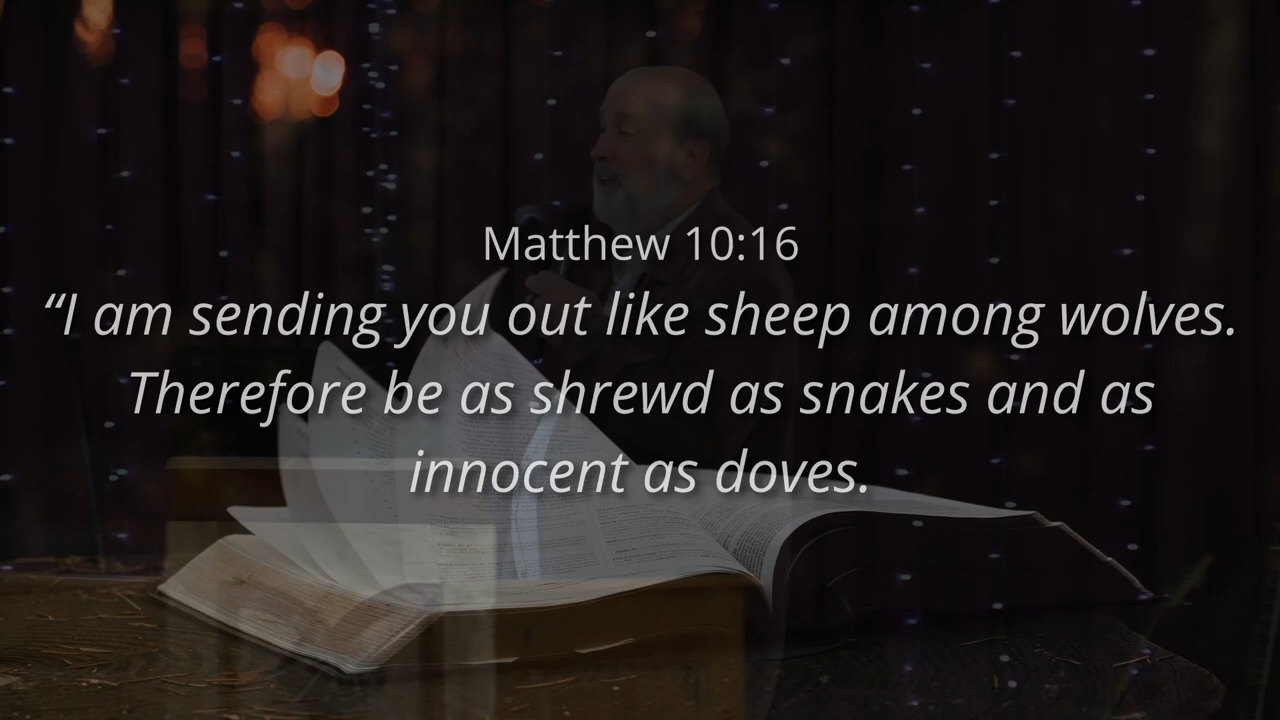 Matthew 10:16
“I am sending you out like sheep among wolves.
Therefore be as shrewd as snakes and as
innocent as doves.